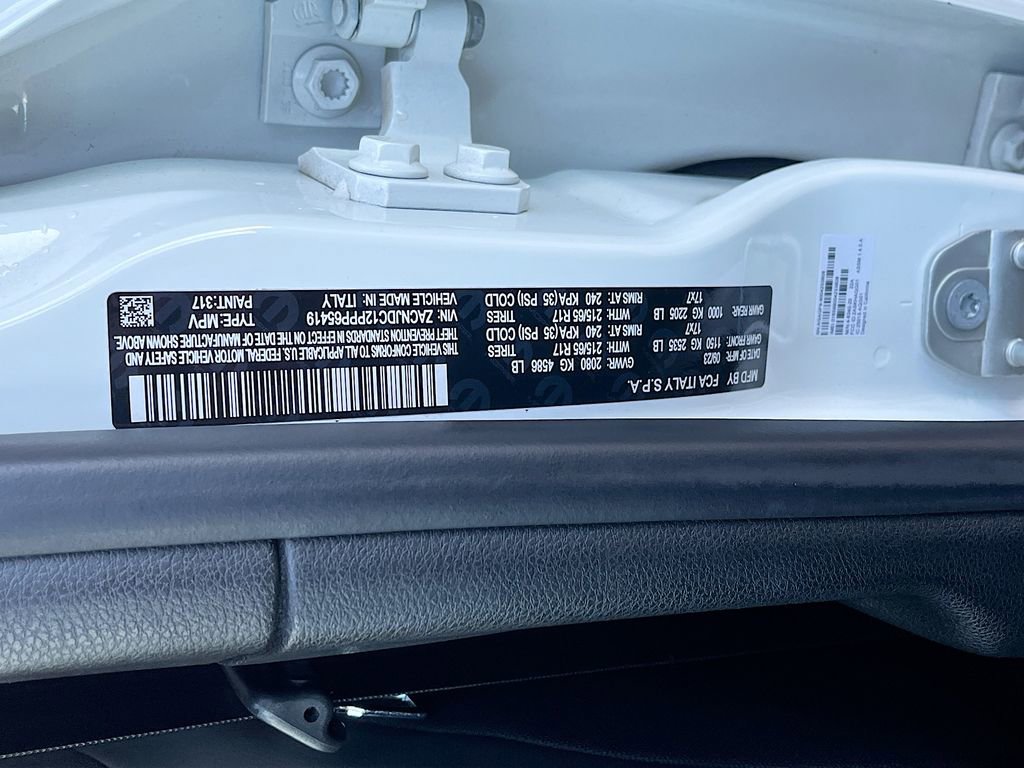 MFD BY FCA ITALY S.P.A.
DATE OF MFR: 09/23 GVWR: 2080 KG 4586 LB
GAWR FRONT: 1150 KG 2535 LB WITH: 215/65 R17 TIRES
17x7 RIMS AT: 240 KPA(35 PSI) COLD
GAWR REAR: 1000 KG 2205 LB WITH: 215/65 R17 TIRES
17x7 RIMS AT: 240 KPA (35 PSI) COLD
THIS VEHICLE CONFORMS TO ALL APPLICABLE U.S. FEDERAL MOTOR VEHICLE SAFETY AND
THEFT PREVENTION STANDARDS IN EFFECT ON THE DATE OF MANUFACTURE SHOWN ABOVE
VIN: ZACNJDC12PPP65419 TYPE: MPV
VEHICLE MADE IN: ITALY PAINT:317